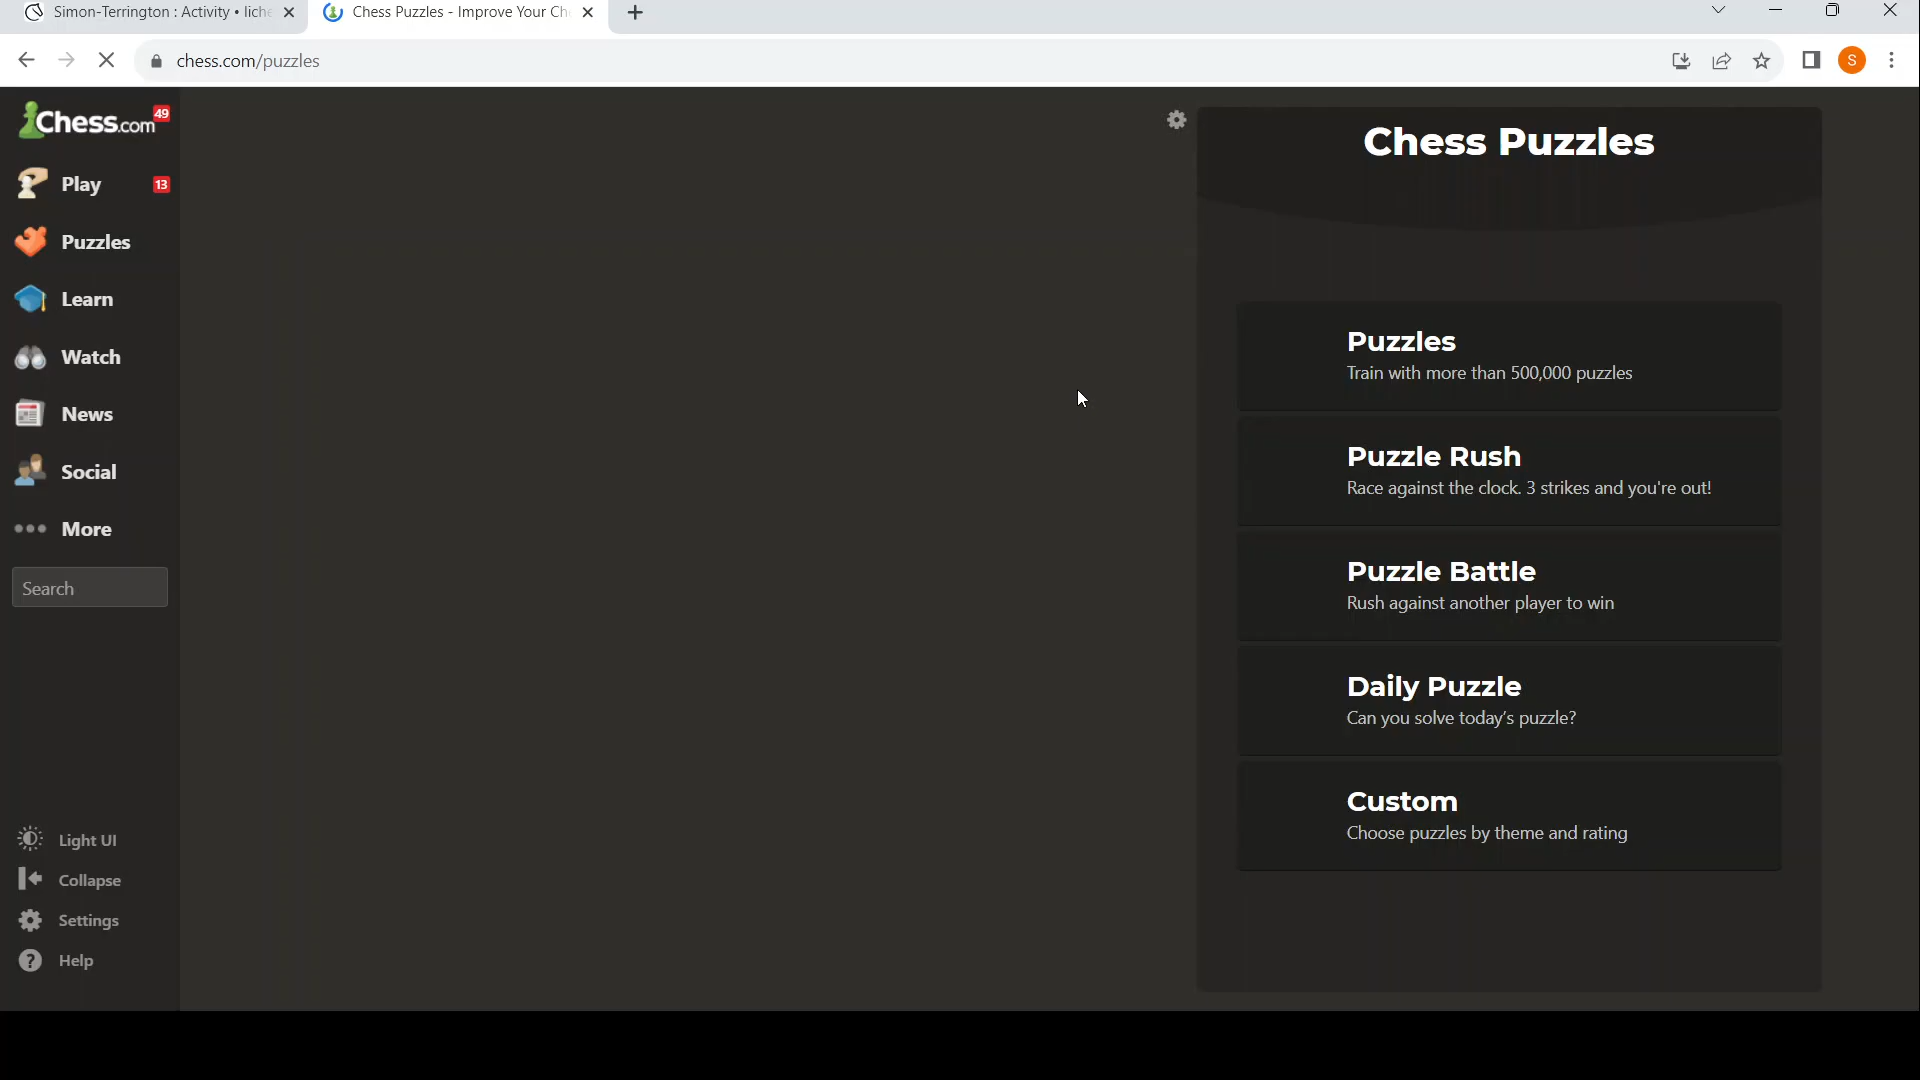 Simon-Terrington : Activity • liche
Chess Puzzles - Improve Your Ch
chess.com/puzzles
S
Chess.com
49
Play
13
Puzzles
Learn
Watch
News
Social
More
Search
Light UI
Collapse
Settings
Help
Chess Puzzles
Puzzles
Train with more than 500,000 puzzles
Puzzle Rush
Race against the clock. 3 strikes and you're out!
Puzzle Battle
Rush against another player to win
Daily Puzzle
Can you solve today's puzzle?
Custom
Choose puzzles by theme and rating